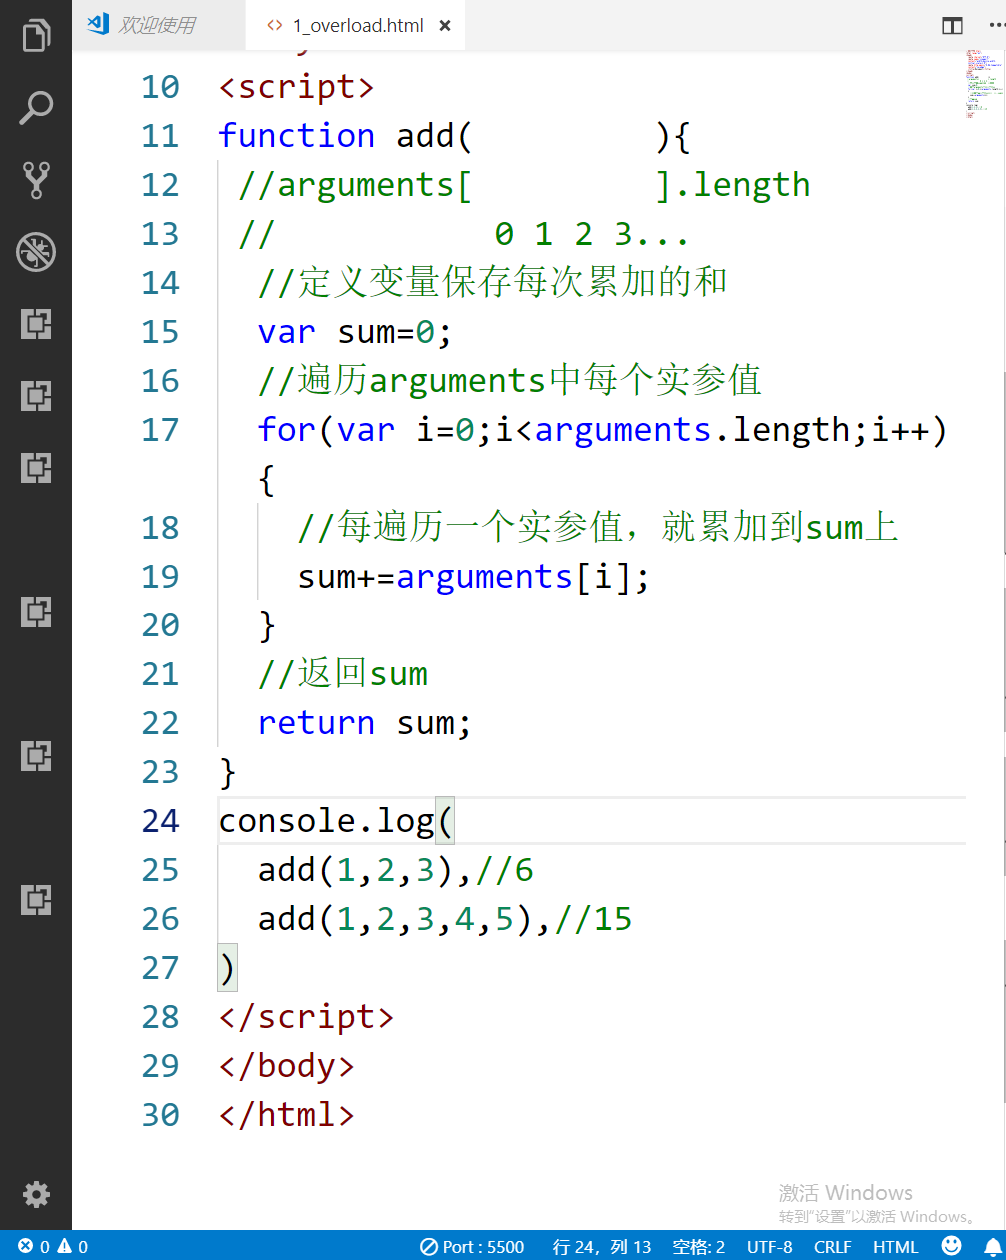 欢迎使用 1_overload.html
10 <script>
11 function add( ){
12 //arguments[ ].length
13 // 0 1 2 3...
14 //定义变量保存每次累加的和
15 var sum=0;
16 //遍历arguments中每个实参值
17 for(var i=0;i<arguments.length;i++)
{
18 //每遍历一个实参值，就累加到sum上
19 sum+=arguments[i];
20 }
21 //返回sum
22 return sum;
23 }
24 console.log(
25 add(1,2,3),//6
26 add(1,2,3,4,5),//15
27 )
28 </script>
29 </body>
30 </html>
激活 Windows
转到"设置"以激活 Windows。
0 0 Port : 5500 行 24，列 13 空格: 2 UTF-8 CRLF HTML